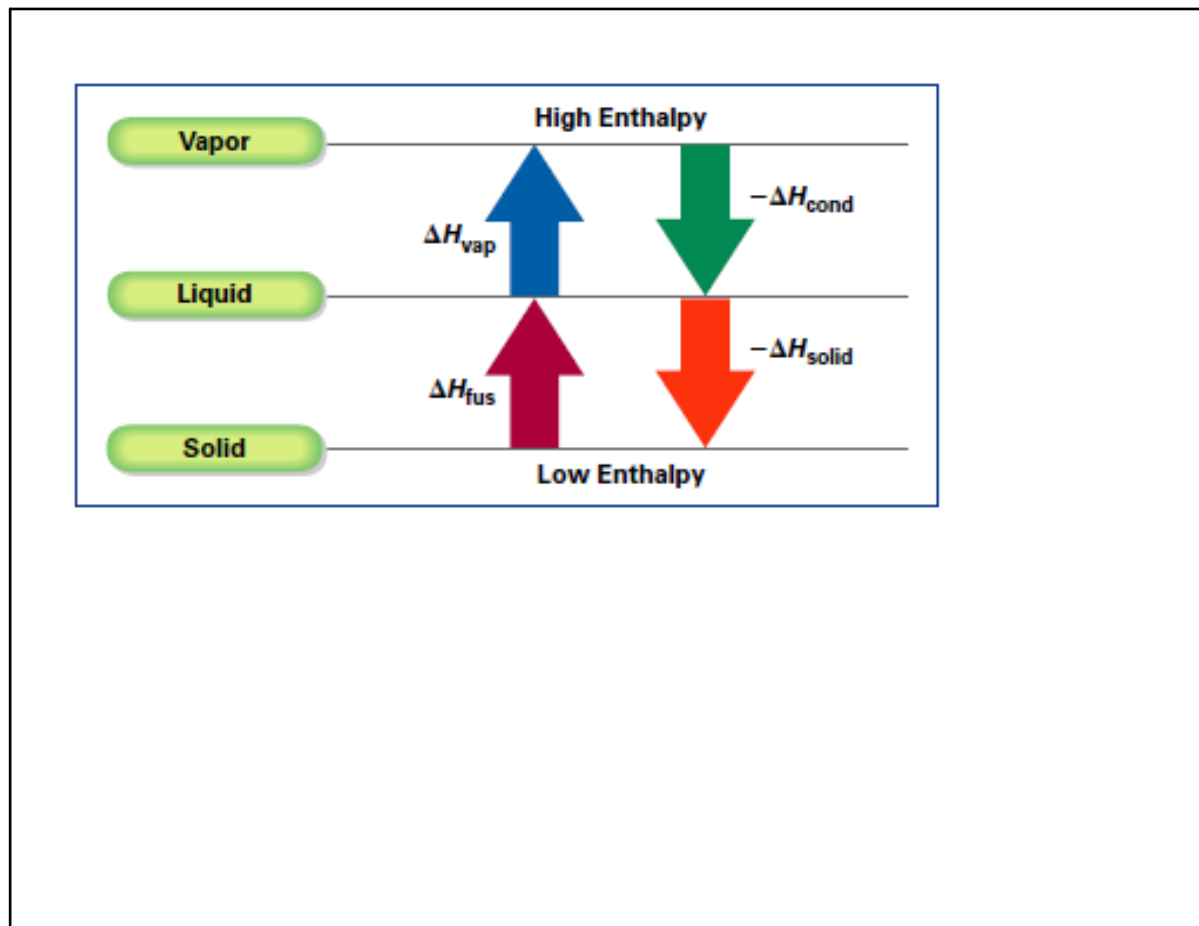 High Enthalpy
Vapor
−ΔHcond
ΔHvap
Liquid
−ΔHsolid
ΔHfus
Solid
Low Enthalpy